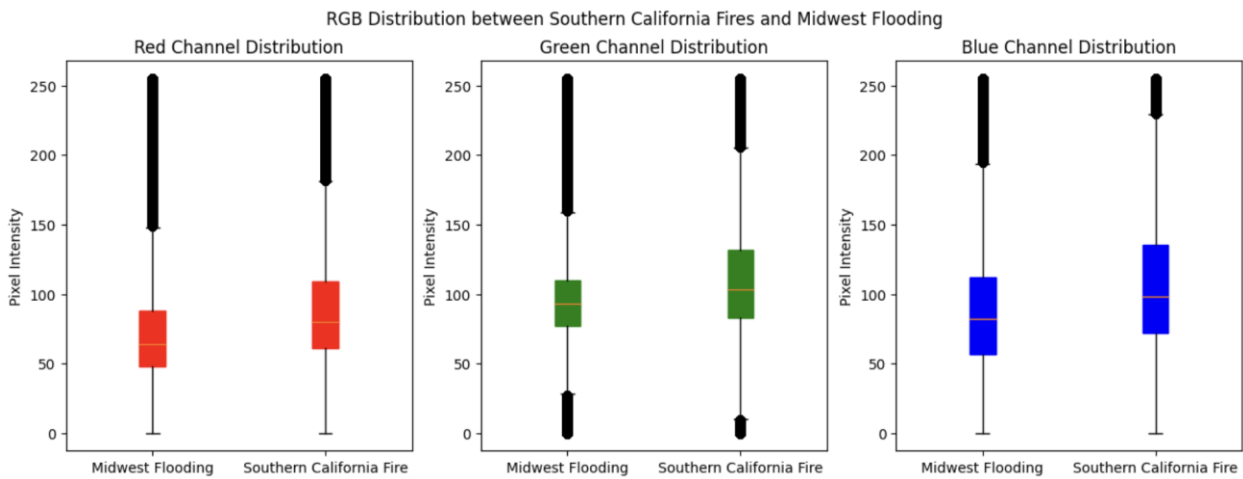 RGB Distribution between Southern California Fires and Midwest Flooding
Red Channel Distribution
Green Channel Distribution
Blue Channel Distribution
Pixel Intensity
250
200
150
100
50
0
Midwest Flooding Southern California Fire
Pixel Intensity
250
200
150
100
50
0
Midwest Flooding Southern California Fire
Pixel Intensity
250
200
150
100
50
0
Midwest Flooding Southern California Fire